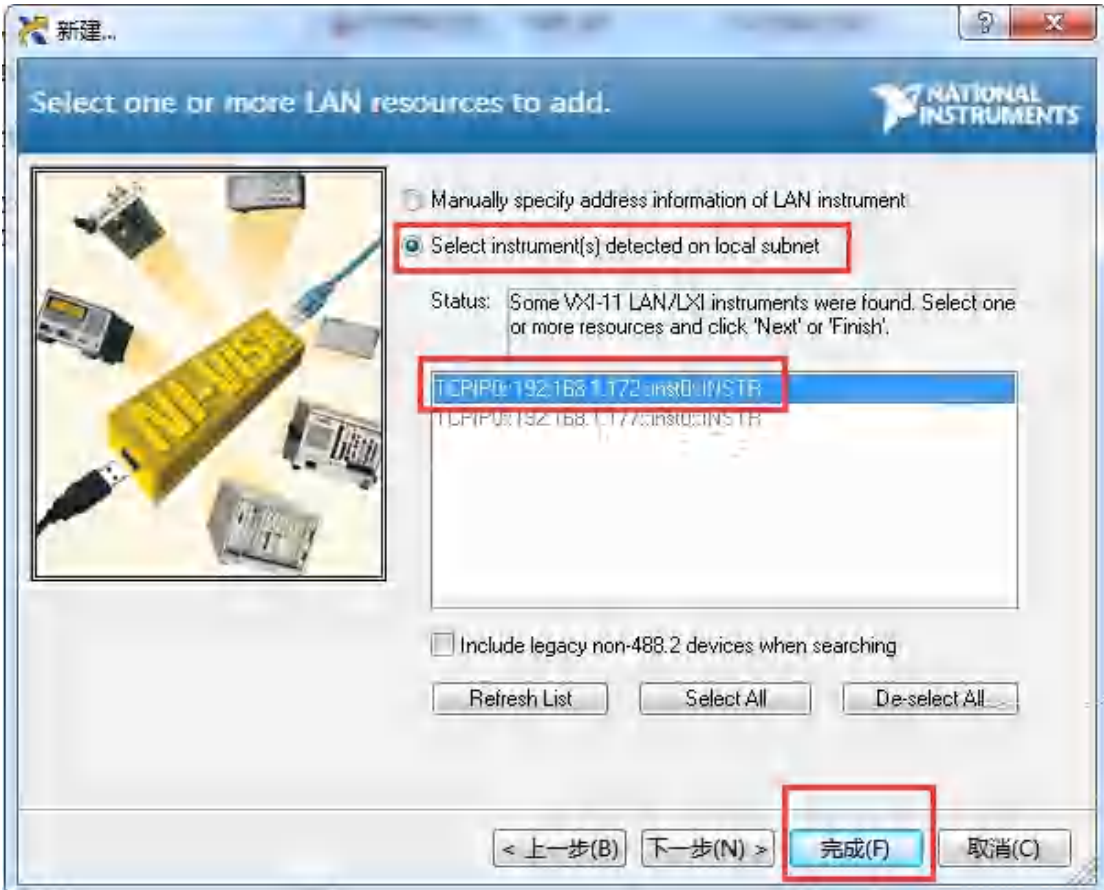 新建...
Select one or more LAN resources to add.
NATIONAL
INSTRUMENTS
Manually specify address information of LAN instrument
Select instrument(s) detected on local subnet
Status:
Some VXI-11 LAN/LXI instruments were found. Select one
or more resources and click 'Next' or 'Finish'.
NI-VISA
TCPIP0::192.168.1.172::inst0::INSTR
TCPIP0::192.168.1.177::inst0::INSTR
Include legacy non-488.2 devices when searching
Refresh List
Select All
De-select All
< 上一步(B)
下一步(N) >
完成(F)
取消(C)